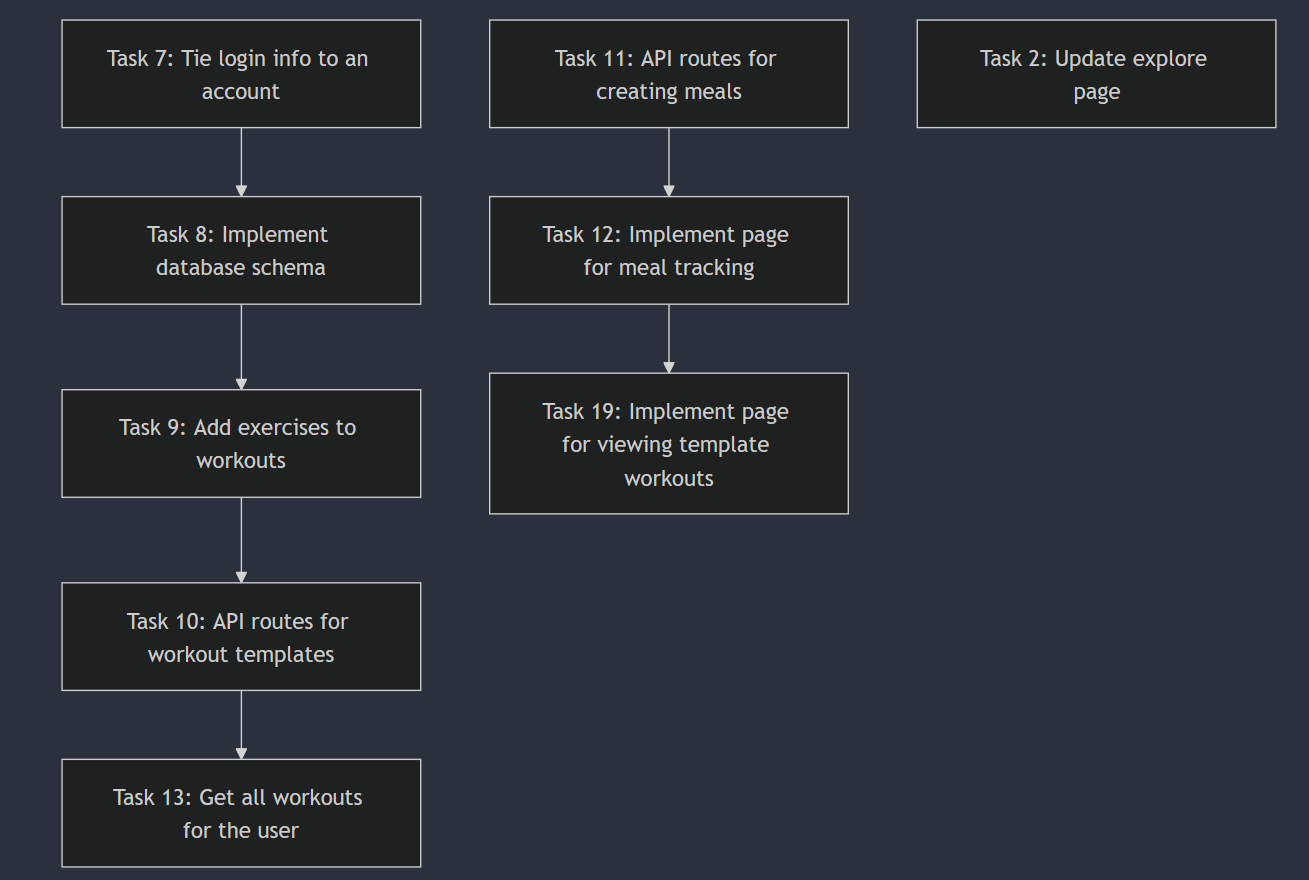 Task 7: Tie login info to an
account
Task 8: Implement
database schema
Task 9: Add exercises to
workouts
Task 10: API routes for
workout templates
Task 13: Get all workouts
for the user
Task 11: API routes for
creating meals
Task 12: Implement page
for meal tracking
Task 19: Implement page
for viewing template
workouts
Task 2: Update explore
page